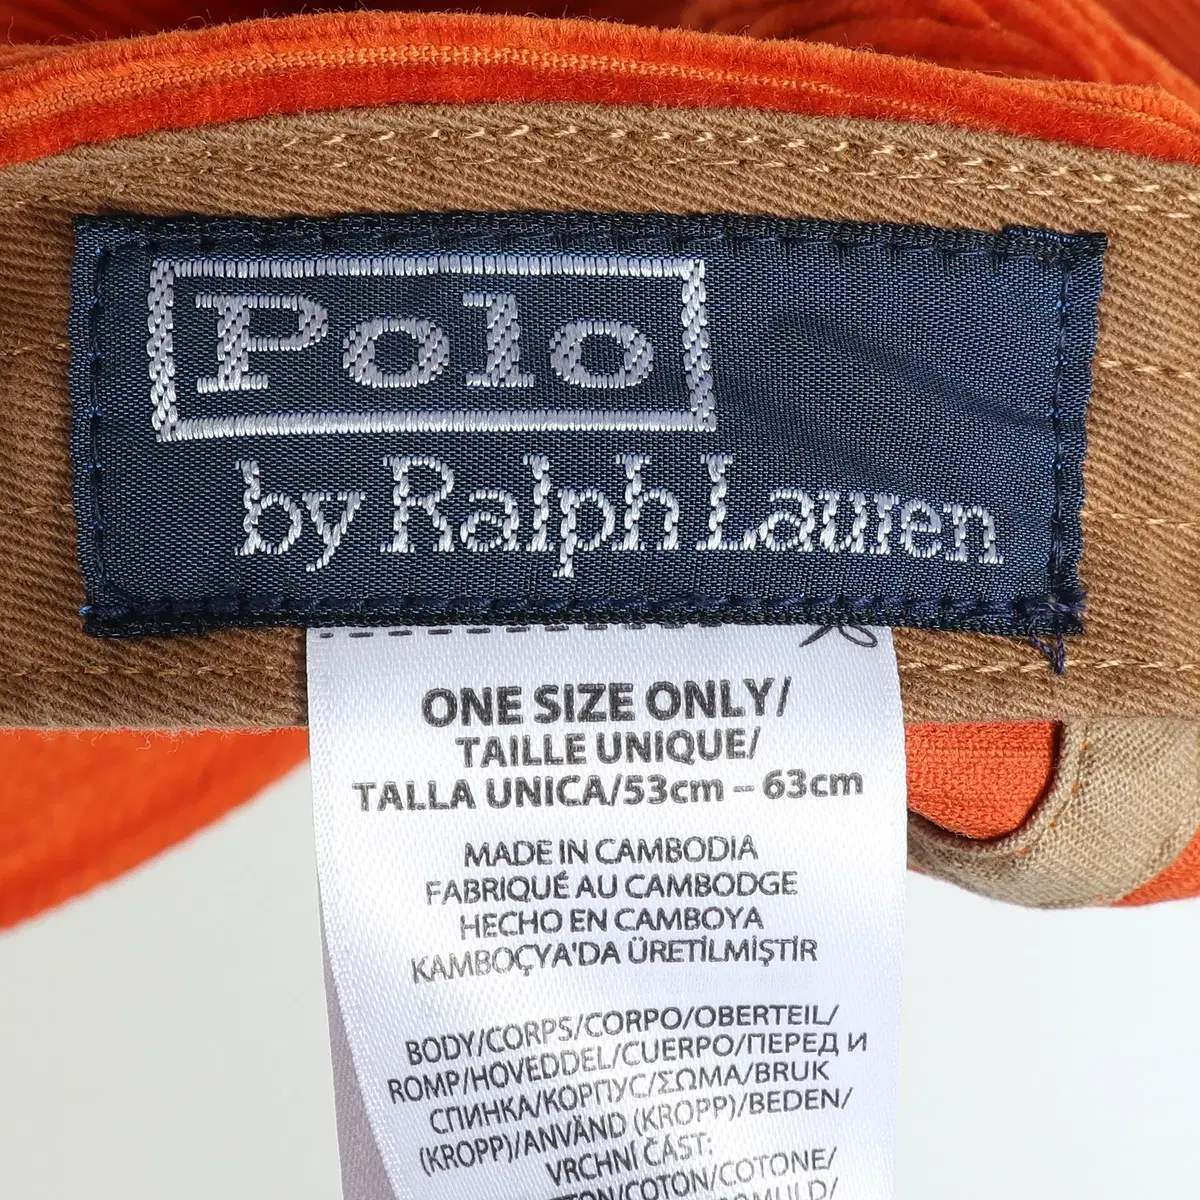 Polo
by Ralph Lauren
ONE SIZE ONLY/
TAILLE UNIQUE/
TALLA UNICA/53cm – 63cm
MADE IN CAMBODIA
FABRIQUÉ AU CAMBODGE
HECHO EN CAMBOYA
KAMBOÇYA'DA ÜRETİLMİŞTİR
BODY/CORPS/CORPO/OBERTEIL/
ROMP/HOVEDDEL/CUERPO/ПЕРЕД И
СПИНКА/КОРПУС/ΣΩΜΑ/BRUK
(KROPP)/ANVÄND (KROPP)/BEDEN/
VRCHNÍ ČÁST:
COTON/COTONE/